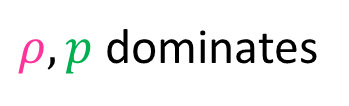 ρ, p dominates